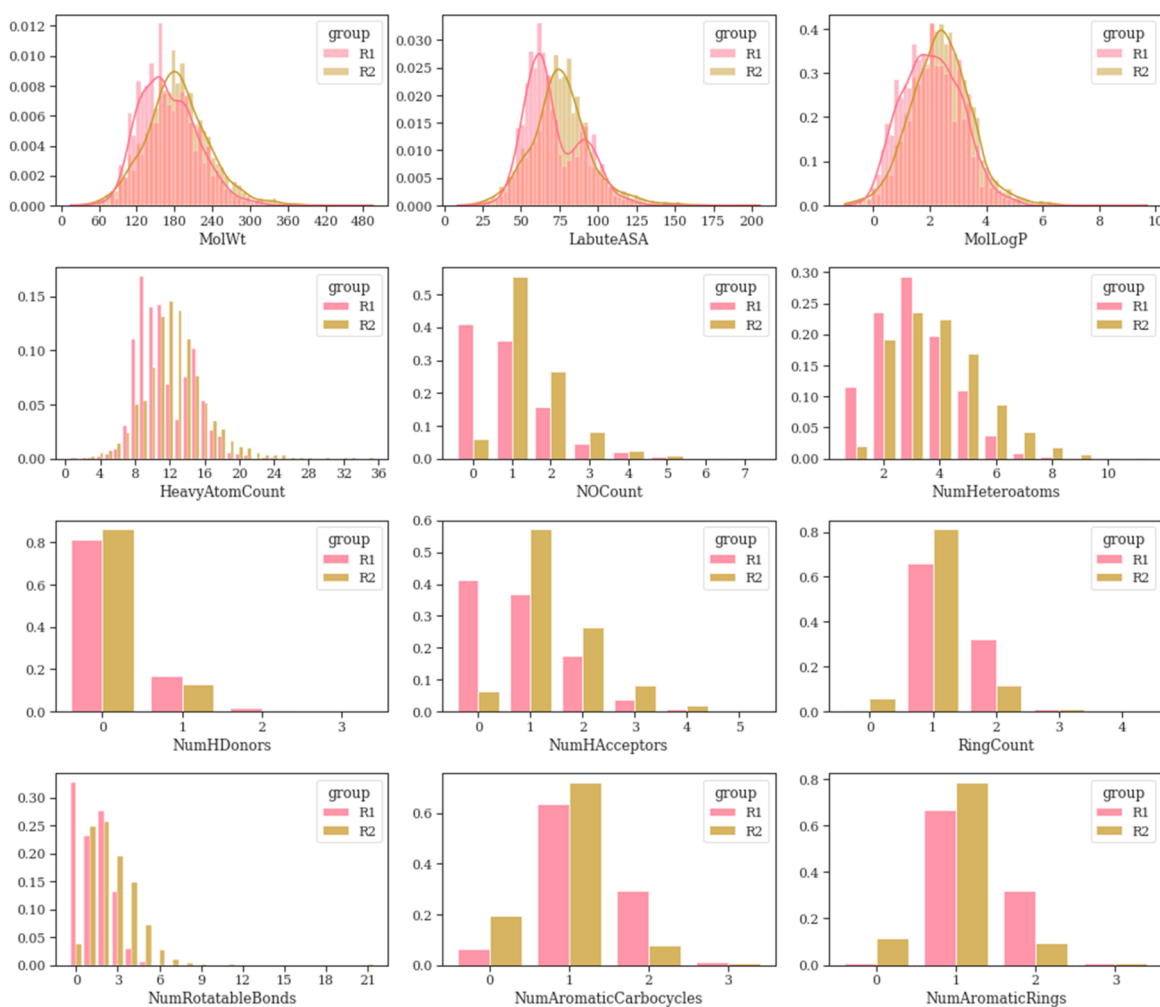 0.012
0.010
0.008
0.006
0.004
0.002
0.000
0 60 120 180 240 300 360 420 480
MolWt
group
R1
R2
0.030
0.025
0.020
0.015
0.010
0.005
0.000
0 25 50 75 100 125 150 175 200
LabuteASA
group
R1
R2
0.4
0.3
0.2
0.1
0.0
0 2 4 6 8 10
MolLogP
group
R1
R2
0.15
0.10
0.05
0.00
0 4 8 12 16 20 24 28 32 36
HeavyAtomCount
group
R1
R2
0.5
0.4
0.3
0.2
0.1
0.0
0 1 2 3 4 5 6 7
NOCount
group
R1
R2
0.30
0.25
0.20
0.15
0.10
0.05
0.00
2 4 6 8 10
NumHeteroatoms
group
R1
R2
0.8
0.6
0.4
0.2
0.0
0 1 2 3
NumHDonors
group
R1
R2
0.6
0.5
0.4
0.3
0.2
0.1
0.0
0 1 2 3 4 5
NumHAcceptors
group
R1
R2
0.8
0.6
0.4
0.2
0.0
0 1 2 3 4
RingCount
group
R1
R2
0.30
0.25
0.20
0.15
0.10
0.05
0.00
0 3 6 9 12 15 18 21
NumRotatableBonds
group
R1
R2
0.6
0.4
0.2
0.0
0 1 2 3
NumAromaticCarbocycles
group
R1
R2
0.8
0.6
0.4
0.2
0.0
0 1 2 3
NumAromaticRings
group
R1
R2